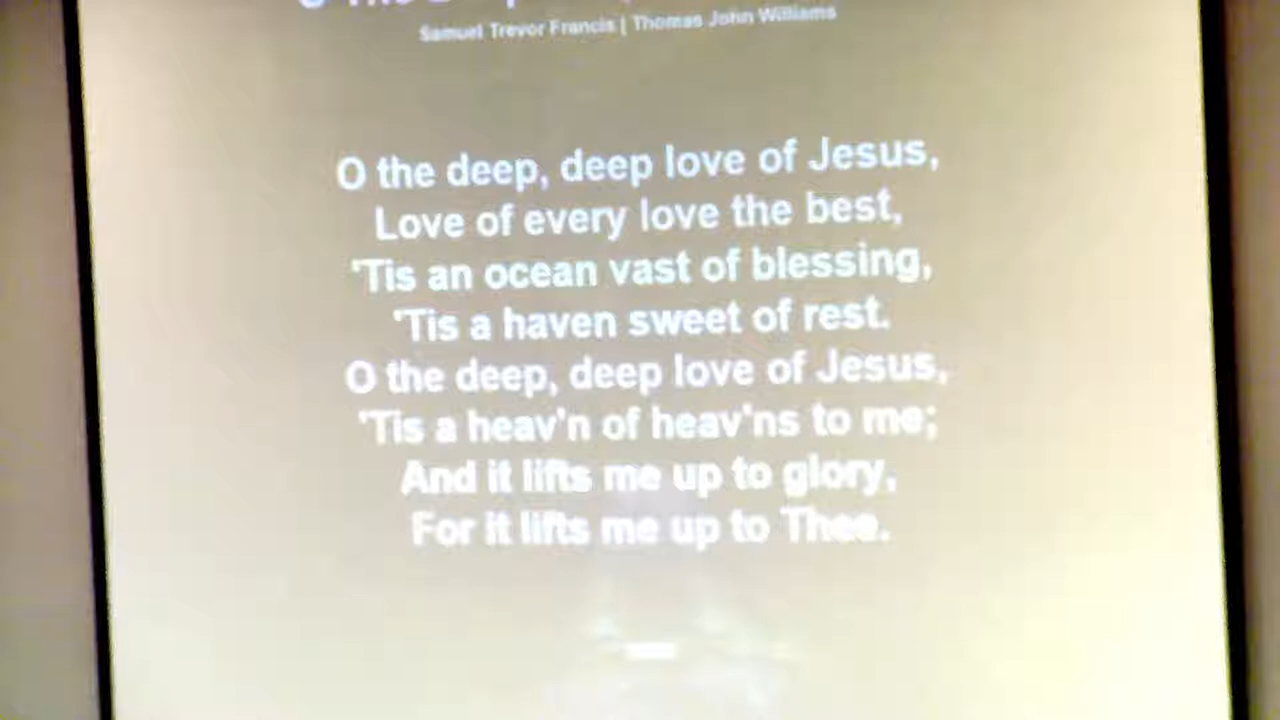 Samuel Trevor Francis | Thomas John Williams
O the deep, deep love of Jesus,
Love of every love the best,
'Tis an ocean vast of blessing,
'Tis a haven sweet of rest.
O the deep, deep love of Jesus,
'Tis a heav'n of heav'ns to me;
And it lifts me up to glory,
For it lifts me up to Thee.